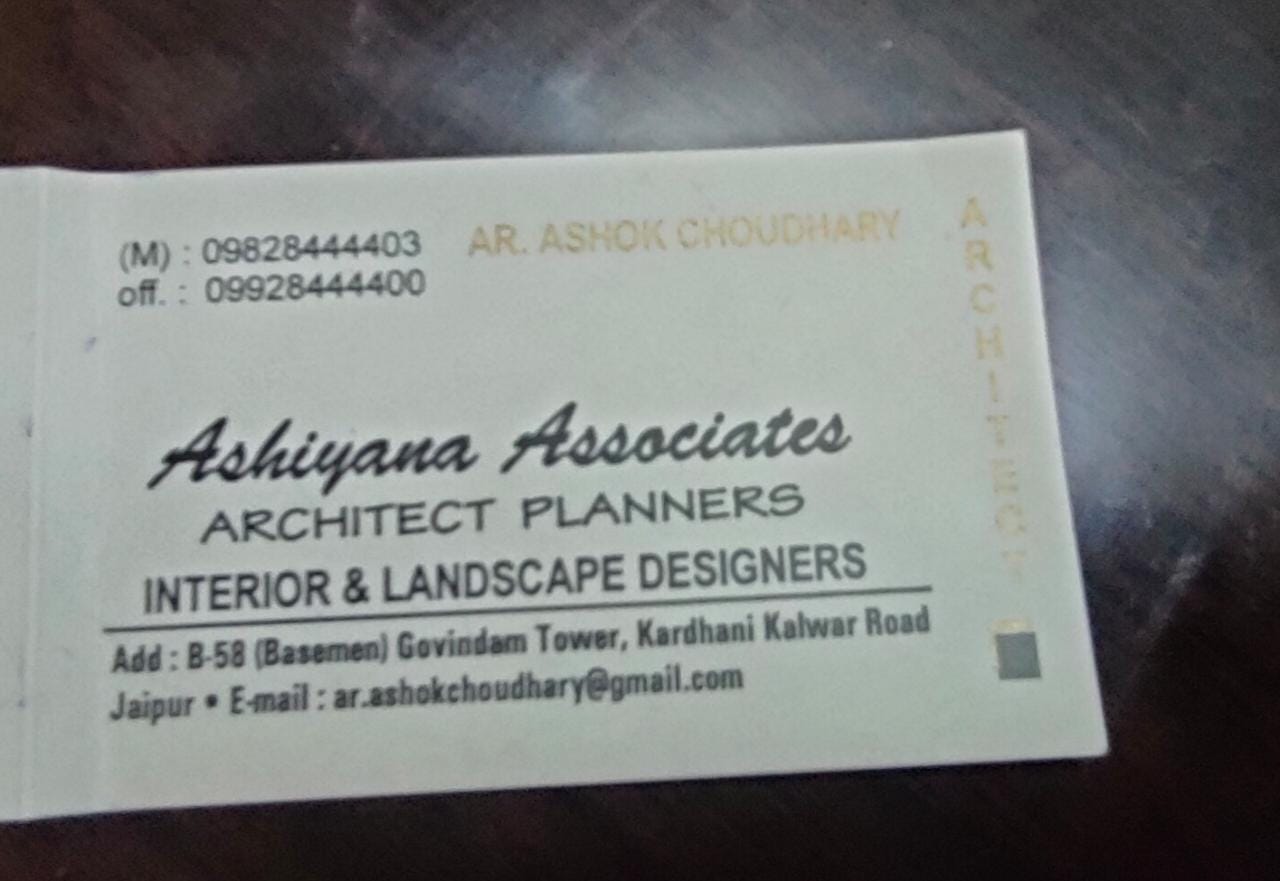 (M) : 09828444403
off. : 09928444400
AR. ASHOK CHOUDHARY
ARCHITECT
Ashiyana Associates
ARCHITECT PLANNERS
INTERIOR & LANDSCAPE DESIGNERS
Add : B-58 (Basemen) Govindam Tower, Kardhani Kalwar Road
Jaipur • E-mail : ar.ashokchoudhary@gmail.com